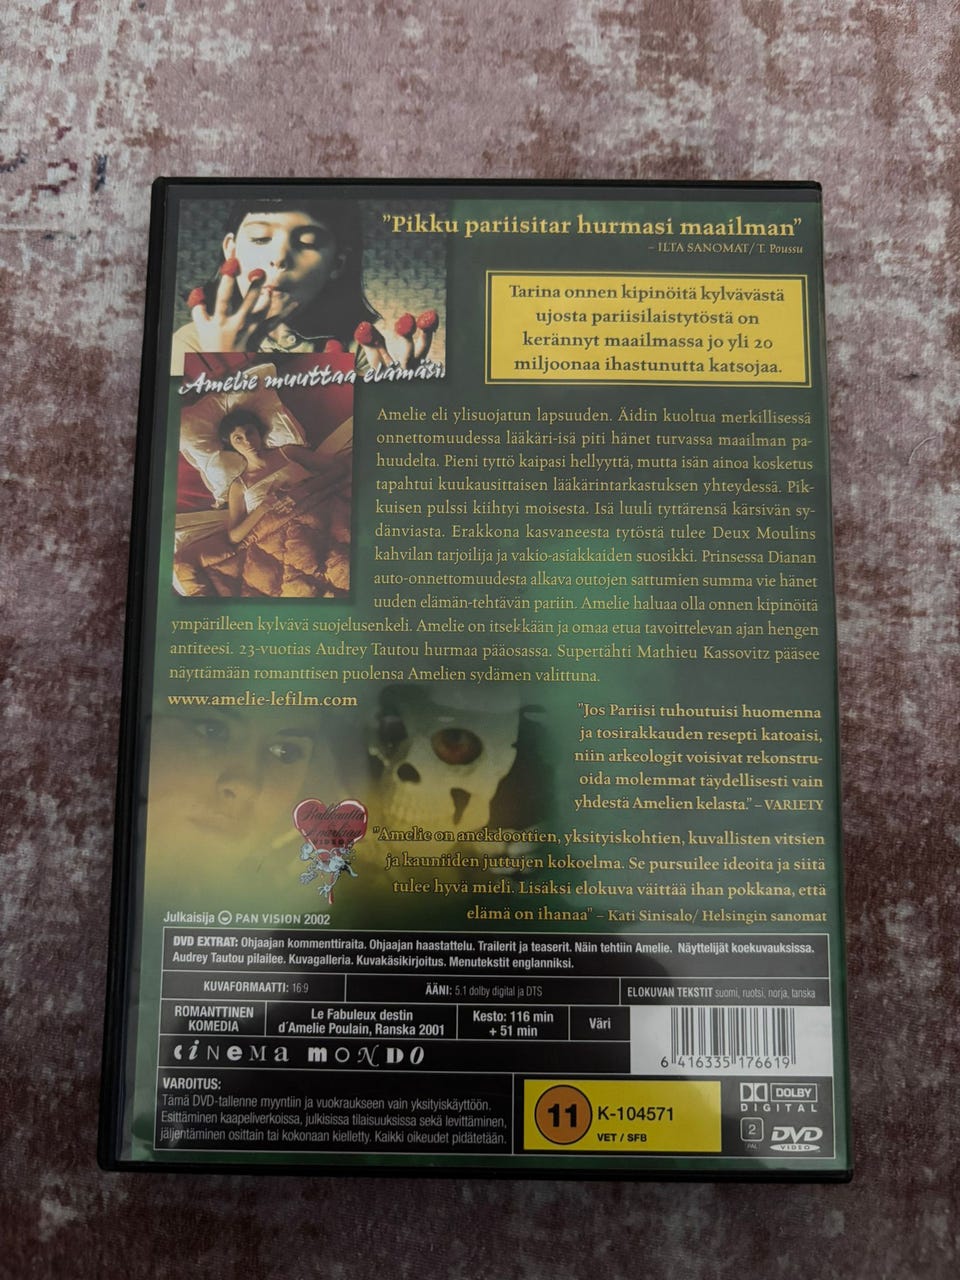 "Pikku pariisitar hurmasi maailman"
– ILTA SANOMAT/ T. Poussu
Tarina onnen kipinöitä kylvävästä
ujosta pariisilaistytöstä on
kerännyt maailmassa jo yli 20
miljoonaa ihastunutta katsojaa.
Amelie muuttaa elämäsi.
Amelie eli ylisuojatun lapsuuden. Äidin kuoltua merkillisessä
onnettomuudessa lääkäri-isä piti hänet turvassa maailman pa-
huudelta. Pieni tyttö kaipasi hellyyttä, mutta isän ainoa kosketus
tapahtui kuukausittaisen lääkärintarkastuksen yhteydessä. Pik-
kuisen pulssi kiihtyi moisesta. Isä luuli tyttärensä kärsivän sy-
dänviasta. Erakkona kasvaneesta tytöstä tulee Deux Moulins
kahvilan tarjoilija ja vakio-asiakkaiden suosikki. Prinsessa Dianan
auto-onnettomuudesta alkava outojen sattumien summa vie hänet
uuden elämän-tehtävän pariin. Amelie haluaa olla onnen kipinöitä
ympärilleen kylvävä suojelusenkeli. Amelie on itsekkään ja omaa etua tavoittelevan ajan hengen
antiteesi. 23-vuotias Audrey Tautou hurmaa pääosassa. Supertähti Mathieu Kassovitz pääsee
näyttämään romanttisen puolensa Amelien sydämen valittuna.
www.amelie-lefilm.com
"Jos Pariisi tuhoutuisi huomenna
ja tosirakkauden resepti katoaisi,
niin arkeologit voisivat rekonstru-
oida molemmat täydellisesti vain
yhdestä Amelien kelasta." – VARIETY
Rakkautta
& anarkiaa
VIDEO
"Amelie on anekdoottien, yksityiskohtien, kuvallisten vitsien
ja kauniiden juttujen kokoelma. Se pursuilee ideoita ja siitä
tulee hyvä mieli. Lisäksi elokuva väittää ihan pokkana, että
elämä on ihanaa" – Kati Sinisalo/ Helsingin sanomat
Julkaisija PAN VISION 2002
DVD EXTRAT: Ohjaajan kommenttiraita. Ohjaajan haastattelu. Trailerit ja teaserit. Näin tehtiin Amelie. Näyttelijät koekuvauksissa.
Audrey Tautou pilailee. Kuvagalleria. Kuvakäsikirjoitus. Menutekstit englanniksi.
KUVAFORMAATTI: 16:9
ÄÄNI: 5.1 dolby digital ja DTS
ELOKUVAN TEKSTIT suomi, ruotsi, norja, tanska
ROMANTTINEN
KOMEDIA
Le Fabuleux destin
d´Amelie Poulain, Ranska 2001
Kesto: 116 min
+ 51 min
Väri
CINEMA MONDO
6 416335 176619
VAROITUS:
Tämä DVD-tallenne myyntiin ja vuokraukseen vain yksityiskäyttöön.
Esittäminen kaapeliverkoissa, julkisissa tilaisuuksissa sekä levittäminen,
jäljentäminen osittain tai kokonaan kielletty. Kaikki oikeudet pidätetään.
11 K-104571
VET / SFB
DOLBY
DIGITAL
2
PAL
DVD
VIDEO